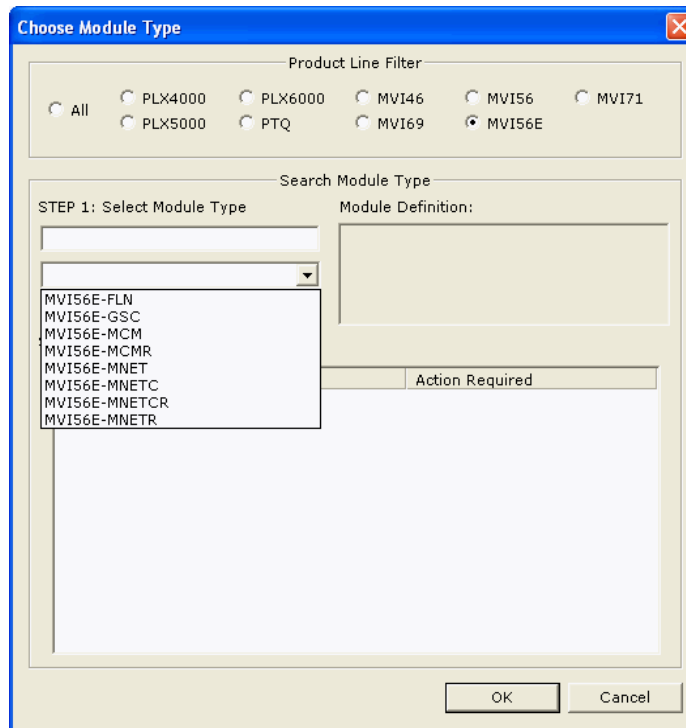 Choose Module Type
Product Line Filter
All
PLX4000
PLX6000
MVI46
MVI56
MVI71
PLX5000
PTQ
MVI69
MVI56E
Search Module Type
STEP 1: Select Module Type
Module Definition:
MVI56E-FLN
MVI56E-GSC
MVI56E-MCM
MVI56E-MCMR
MVI56E-MNET
MVI56E-MNETC
MVI56E-MNETCR
MVI56E-MNETR
Action Required
OK
Cancel